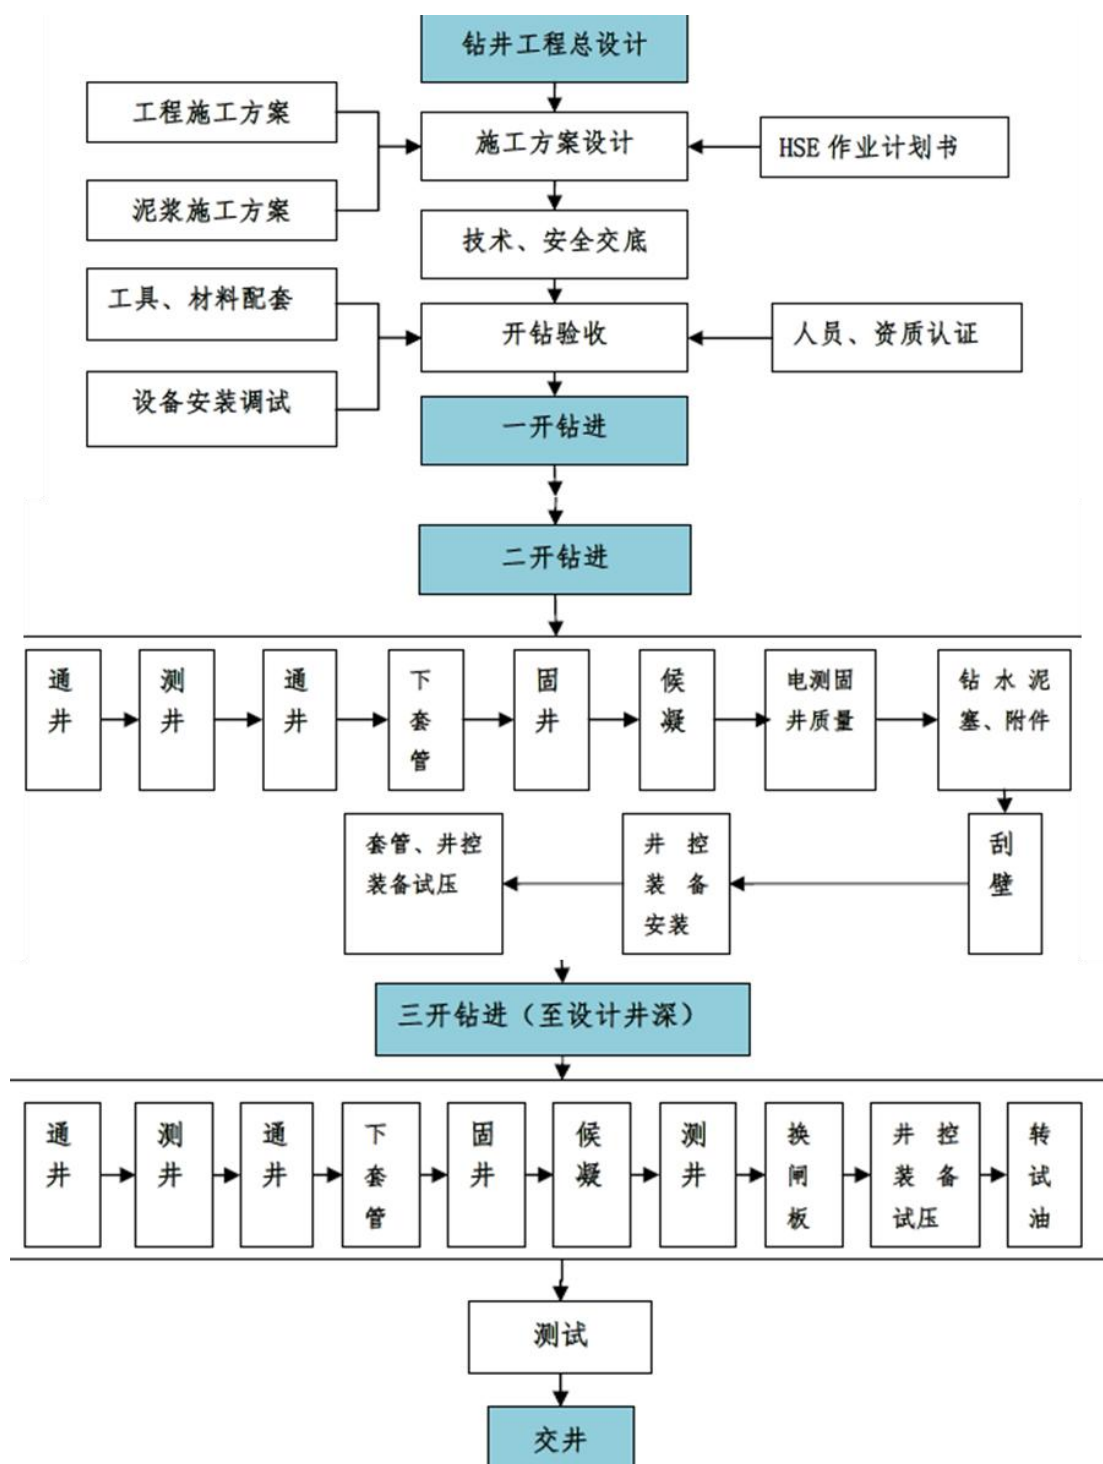 钻井工程总设计
工程施工方案
施工方案设计
HSE 作业计划书
泥浆施工方案
技术、安全交底
工具、材料配套
开钻验收
人员、资质认证
设备安装调试
一开钻进
二开钻进
通
井
测
井
通
井
下
套
管
固
井
候
凝
电测固
井质量
钻 水 泥
塞、附件
套管、井控
装备试压
井 控
装 备
安装
刮
壁
三开钻进（至设计井深）
通
井
测
井
通
井
下
套
管
固
井
候
凝
测
井
换
闸
板
井 控
装 备
试压
转
试
油
测试
交井